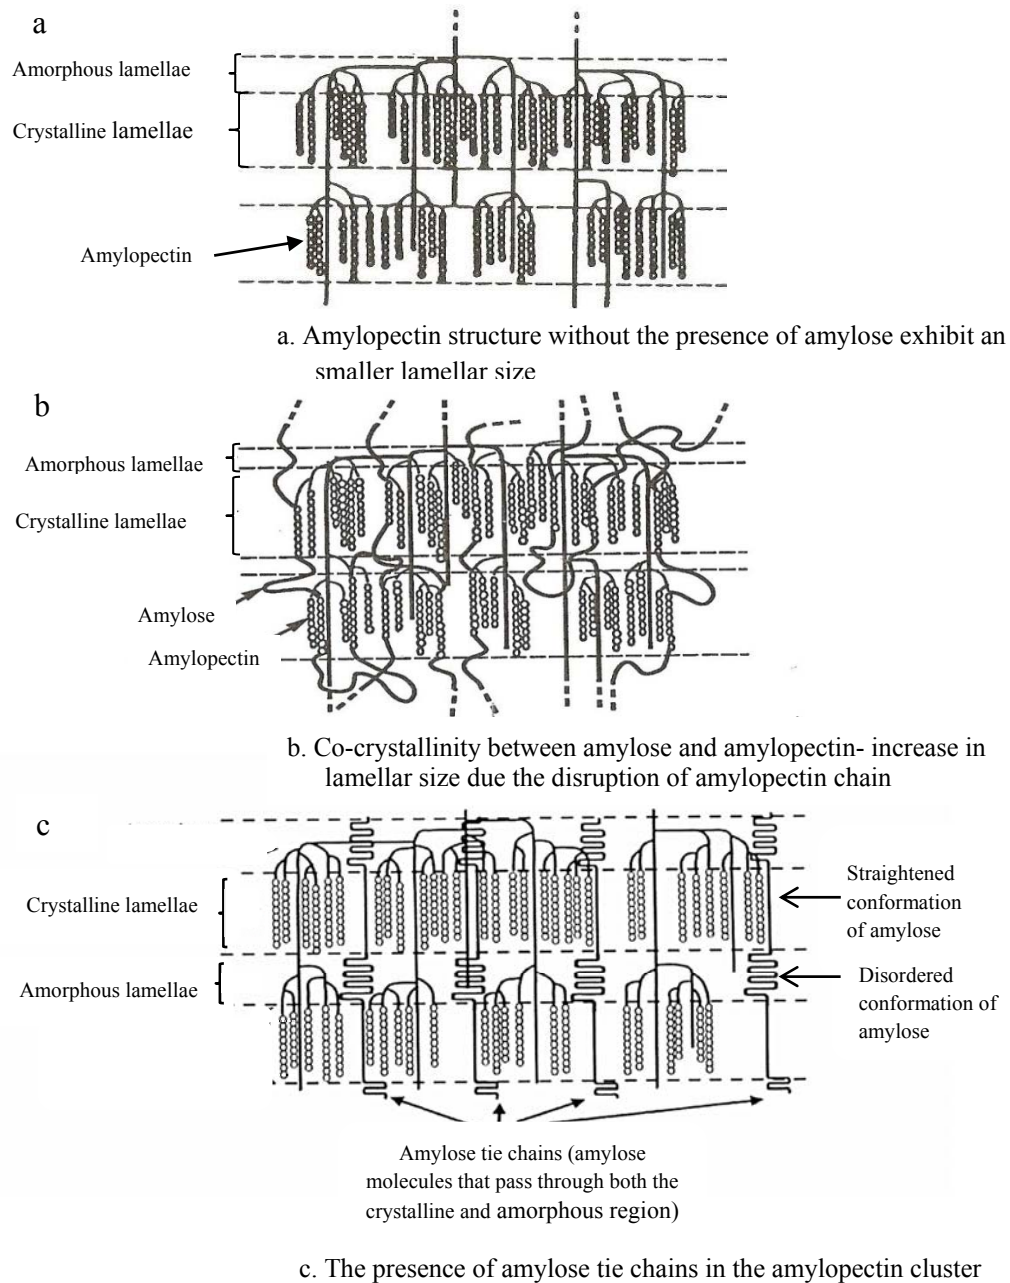 a
Amorphous lamellae
Crystalline lamellae
Amylopectin
a. Amylopectin structure without the presence of amylose exhibit an
smaller lamellar size
b
Amorphous lamellae
Crystalline lamellae
Amylose
Amylopectin
b. Co-crystallinity between amylose and amylopectin- increase in
lamellar size due the disruption of amylopectin chain
c
Crystalline lamellae
Amorphous lamellae
Straightened
conformation
of amylose
Disordered
conformation of
amylose
Amylose tie chains (amylose
molecules that pass through both the
crystalline and amorphous region)
c. The presence of amylose tie chains in the amylopectin cluster